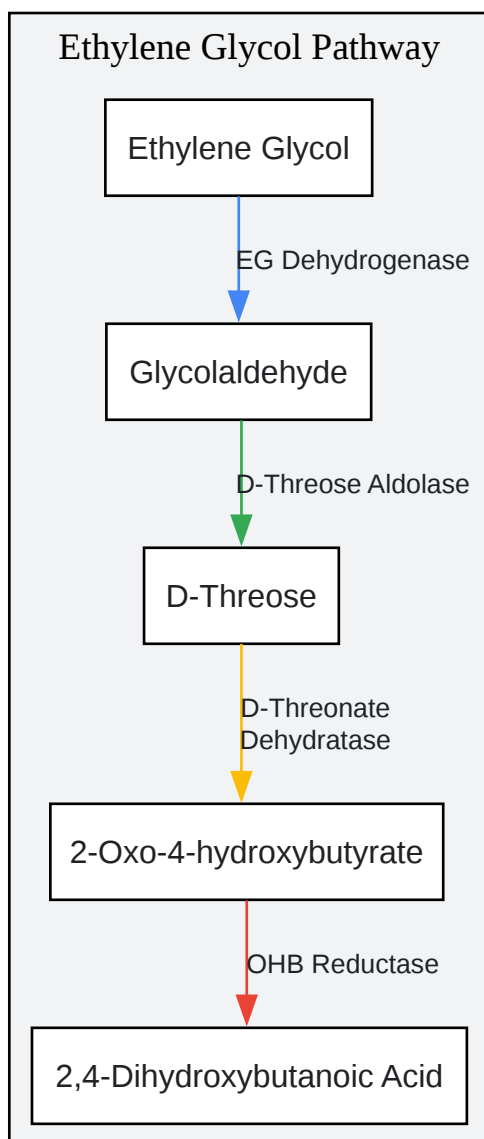 Ethylene Glycol Pathway
Ethylene Glycol
EG Dehydrogenase
Glycolaldehyde
D-Threose Aldolase
D-Threose
D-Threonate
Dehydratase
2-Oxo-4-hydroxybutyrate
OHB Reductase
2,4-Dihydroxybutanoic Acid